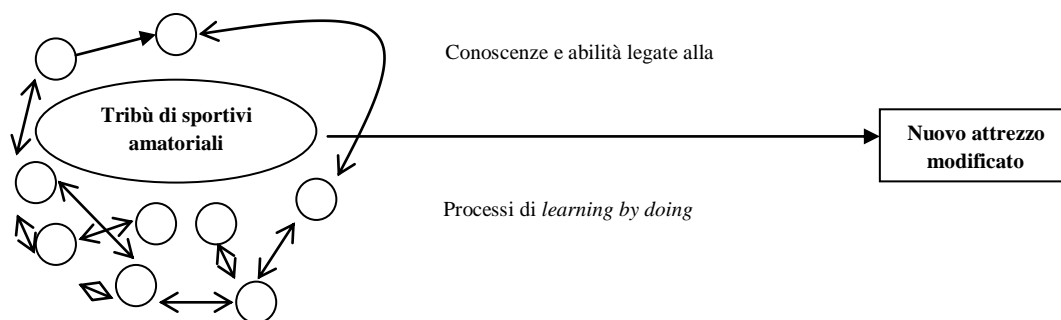 Conoscenze e abilità legate alla
Tribù di sportivi
amatoriali
Nuovo attrezzo
modificato
Processi di learning by doing